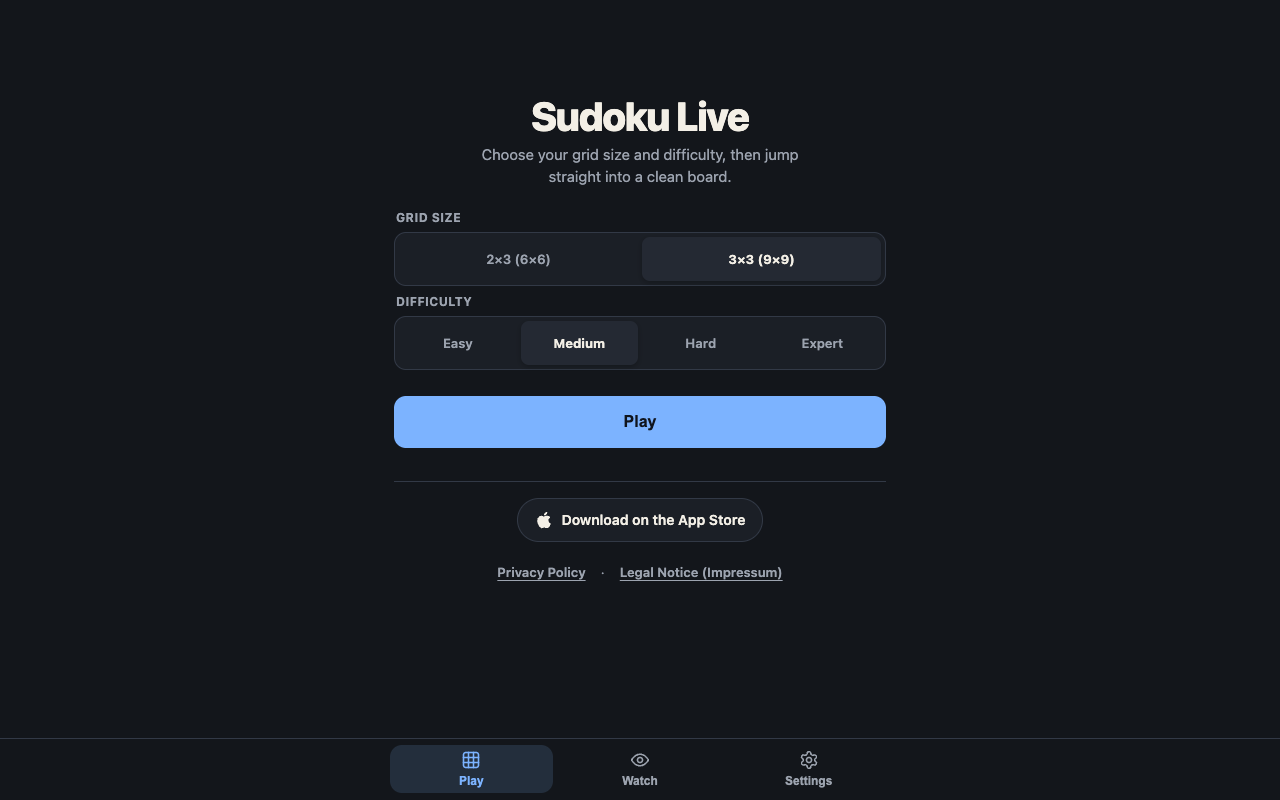 Sudoku Live
Choose your grid size and difficulty, then jump
straight into a clean board.
GRID SIZE
2×3 (6×6)
3×3 (9×9)
DIFFICULTY
Easy
Medium
Hard
Expert
Play
Download on the App Store
Privacy Policy · Legal Notice (Impressum)
Play
Watch
Settings